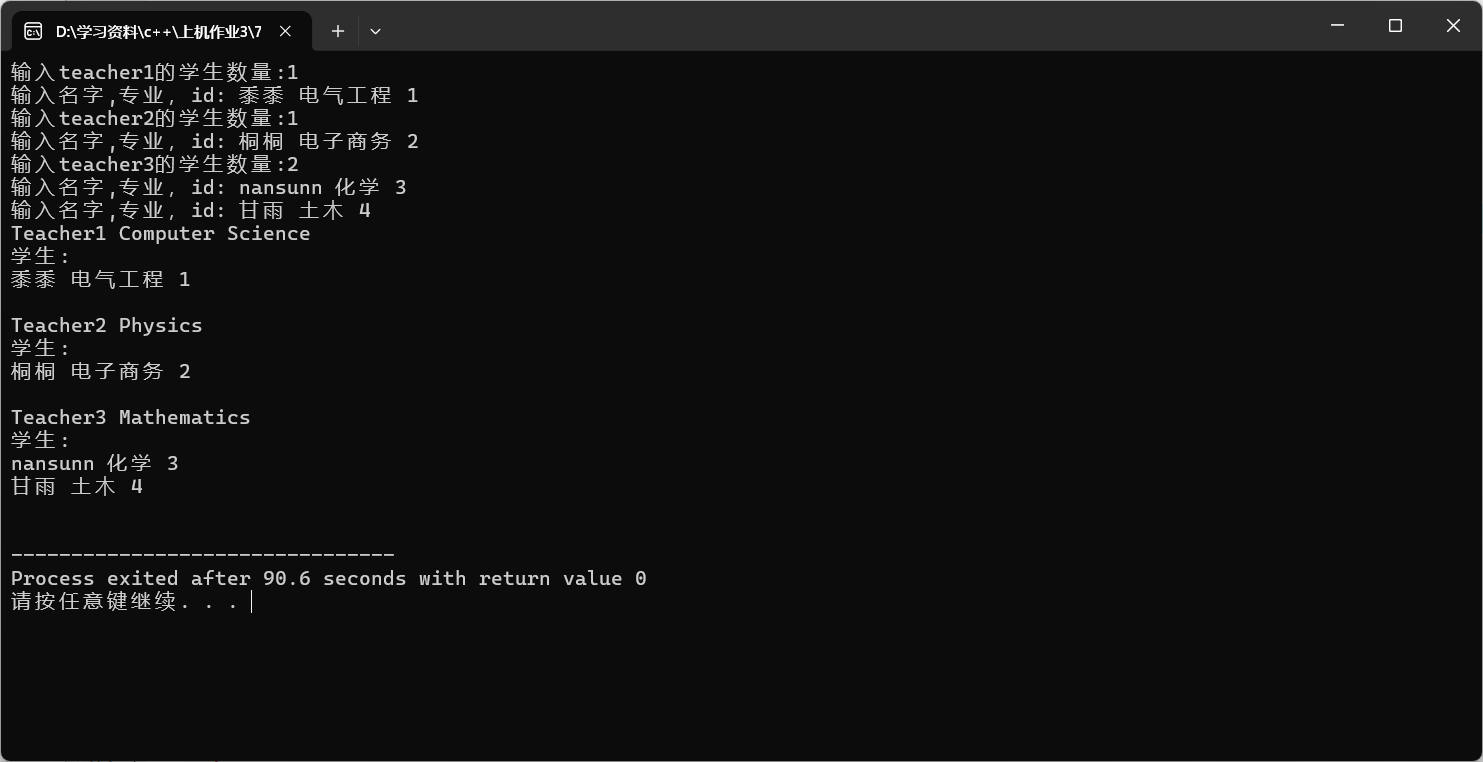 D:\学习资料\c++\上机作业3\7
输入teacher1的学生数量:1
输入名字,专业, id: 黍黍 电气工程 1
输入teacher2的学生数量:1
输入名字,专业, id: 桐桐 电子商务 2
输入teacher3的学生数量:2
输入名字,专业, id: nansunn 化学 3
输入名字,专业, id: 甘雨 土木 4
Teacher1 Computer Science
学生:
黍黍 电气工程 1
Teacher2 Physics
学生:
桐桐 电子商务 2
Teacher3 Mathematics
学生:
nansunn 化学 3
甘雨 土木 4
--------------------------------
Process exited after 90.6 seconds with return value 0
请按任意键继续. . .